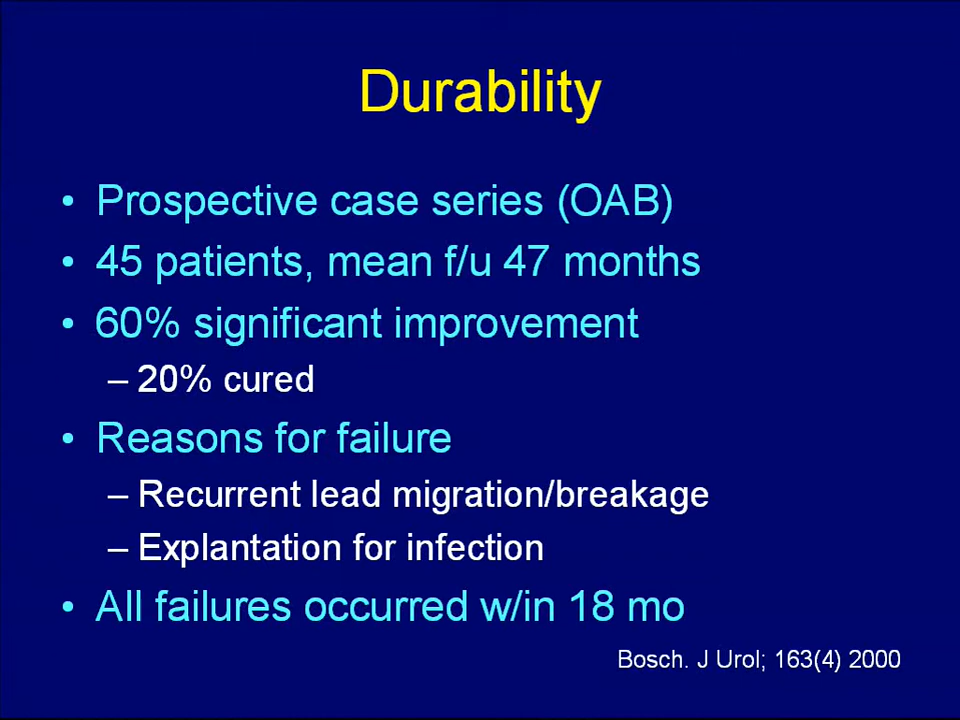 Durability
• Prospective case series (OAB)
• 45 patients, mean f/u 47 months
• 60% significant improvement
– 20% cured
• Reasons for failure
– Recurrent lead migration/breakage
– Explantation for infection
• All failures occurred w/in 18 mo
Bosch. J Urol; 163(4) 2000